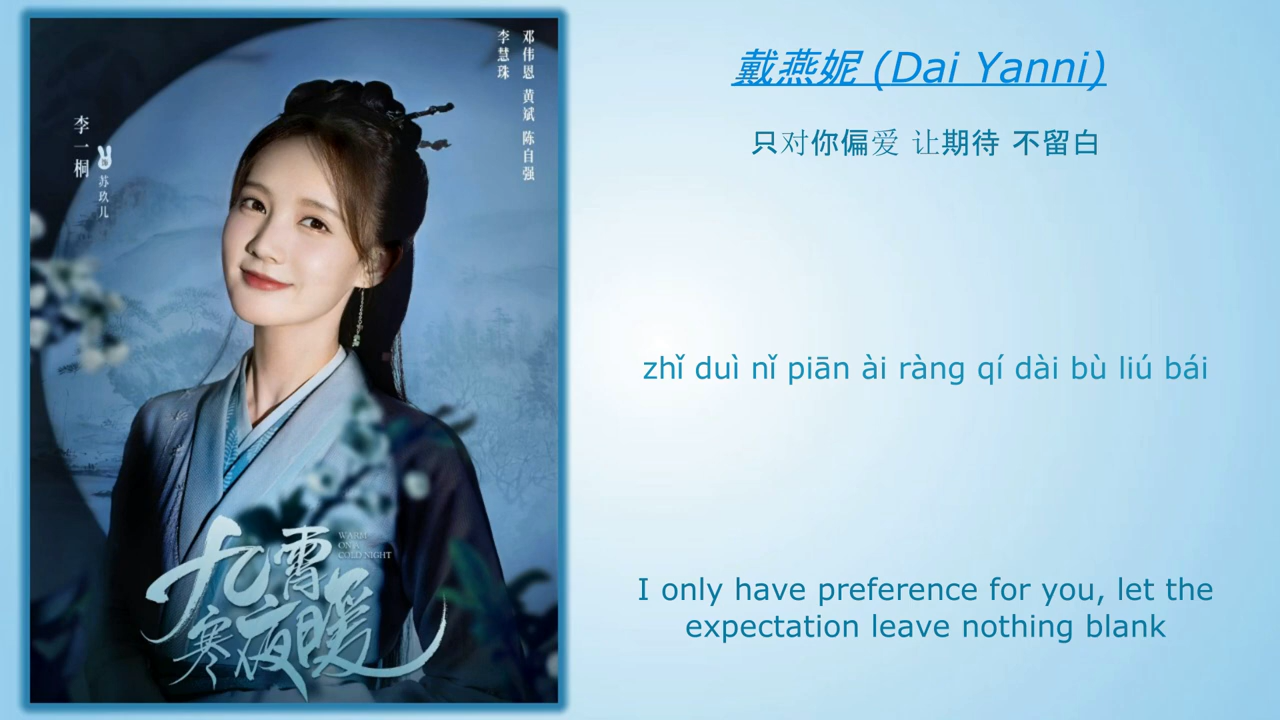 李慧珠
邓伟恩 黄斌 陈自强
李一桐
苏玖儿
九霄
寒夜暖
WARM
ON A
COLD NIGHT
戴燕妮 (Dai Yanni)
只对你偏爱 让期待 不留白
zhǐ duì nǐ piān ài ràng qí dài bù liú bái
I only have preference for you, let the
expectation leave nothing blank